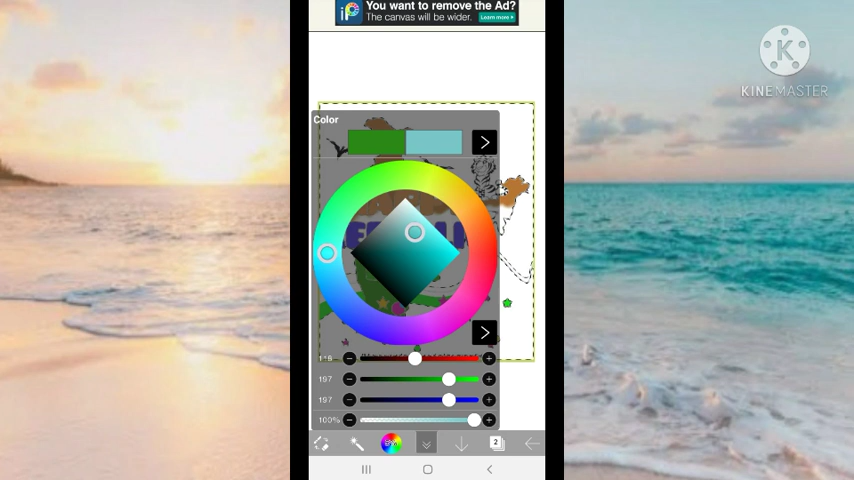 You want to remove the Ad?
The canvas will be wider.
Learn more
KINEMASTER
Color
197
197
100%
2